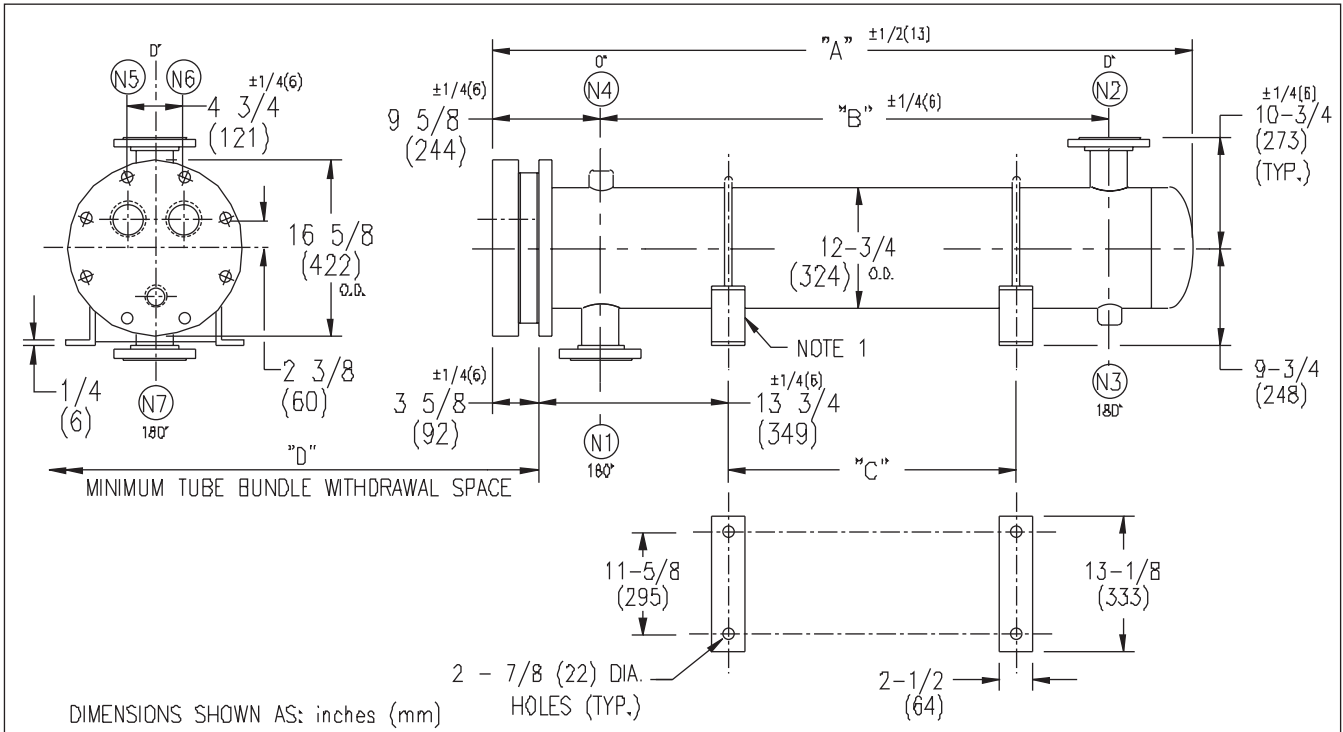 D"
N5
N6
±1/4(6)
4 3/4
(121)
16 5/8
(422)
O.D.
2 3/8
(60)
1/4
(6)
N7
180°
"A" ±1/2(13)
0"
N4
D"
N2
±1/4(6)
9 5/8
(244)
"B" ±1/4(6)
±1/4(6)
10-3/4
(273)
(TYP.)
12-3/4
(324) O.D.
NOTE 1
±1/4(6)
3 5/8
(92)
±1/4(6)
13 3/4
(349)
N1
180°
N3
180°
9-3/4
(248)
"D"
MINIMUM TUBE BUNDLE WITHDRAWAL SPACE
"C"
11-5/8
(295)
13-1/8
(333)
2 - 7/8 (22) DIA.
HOLES (TYP.)
2-1/2
(64)
DIMENSIONS SHOWN AS: inches (mm)